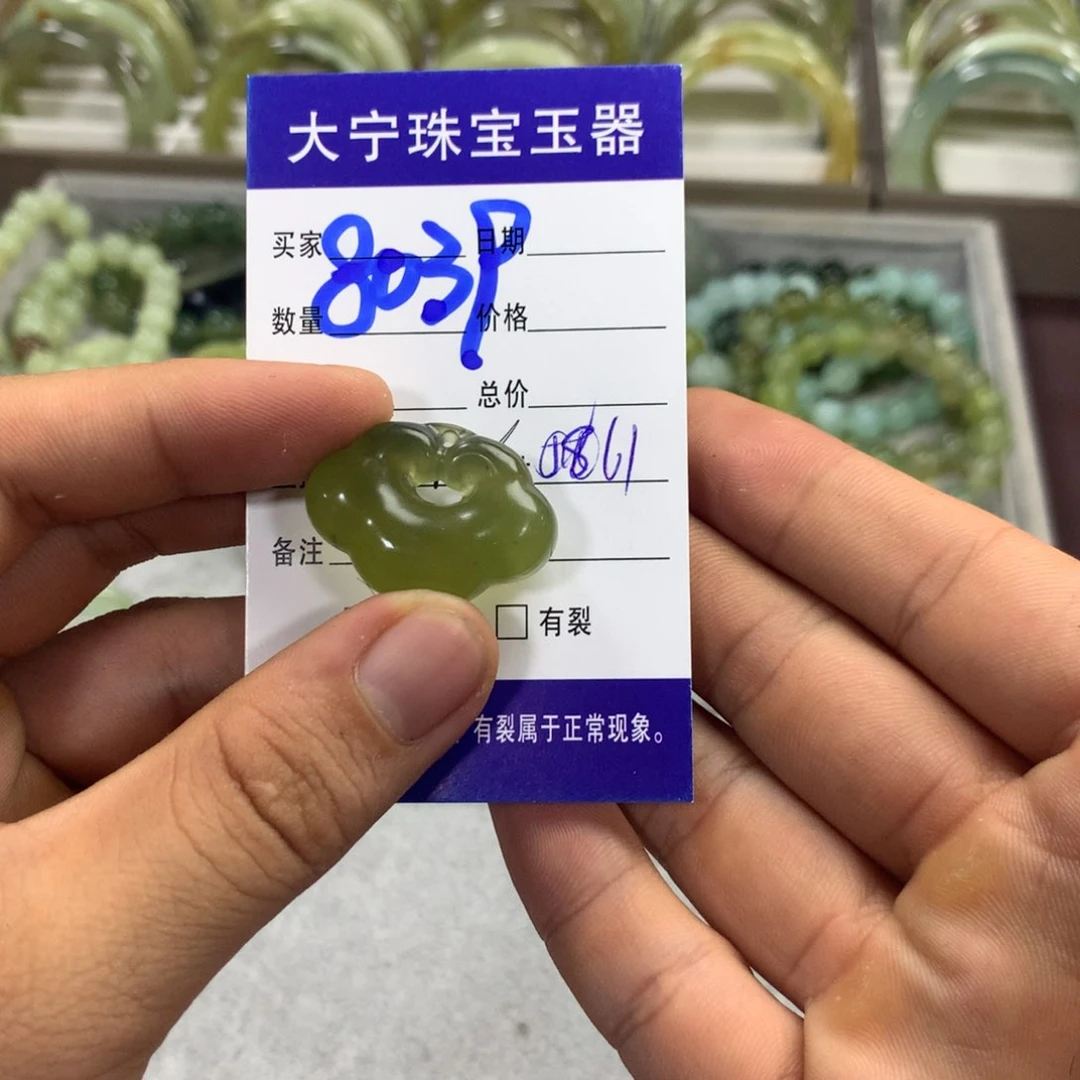 大宁珠宝玉器
买家 803P 日期
数量 价格
总价
备注
有裂
有裂属于正常现象。